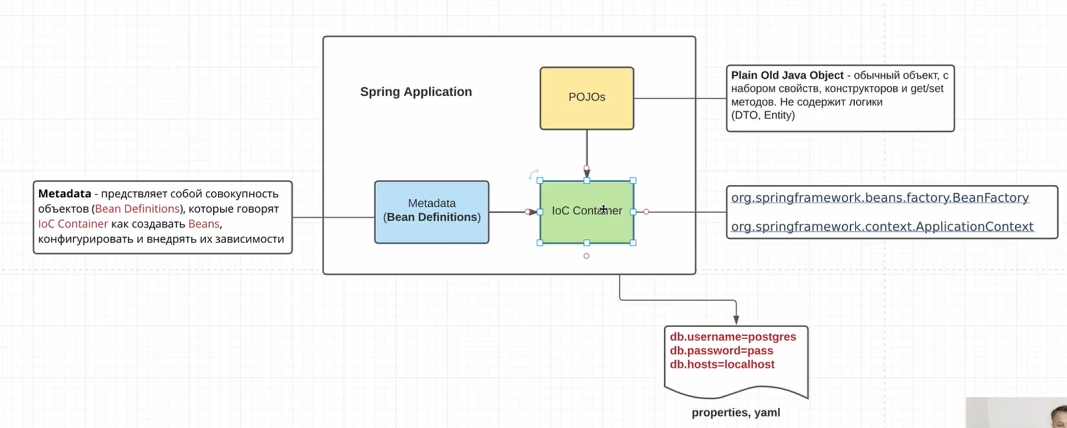 Spring Application
POJOs
Plain Old Java Object - обычный объект, с
набором свойств, конструкторов и get/set
методов. Не содержит логики
(DTO, Entity)
Metadata - предствляет собой совокупность
объектов (Bean Definitions), которые говорят
IoC Container как создавать Beans,
конфигурировать и внедрять их зависимости
Metadata
(Bean Definitions)
IoC Container
org.springframework.beans.factory.BeanFactory
org.springframework.context.ApplicationContext
db.username=postgres
db.password=pass
db.hosts=localhost
properties, yaml